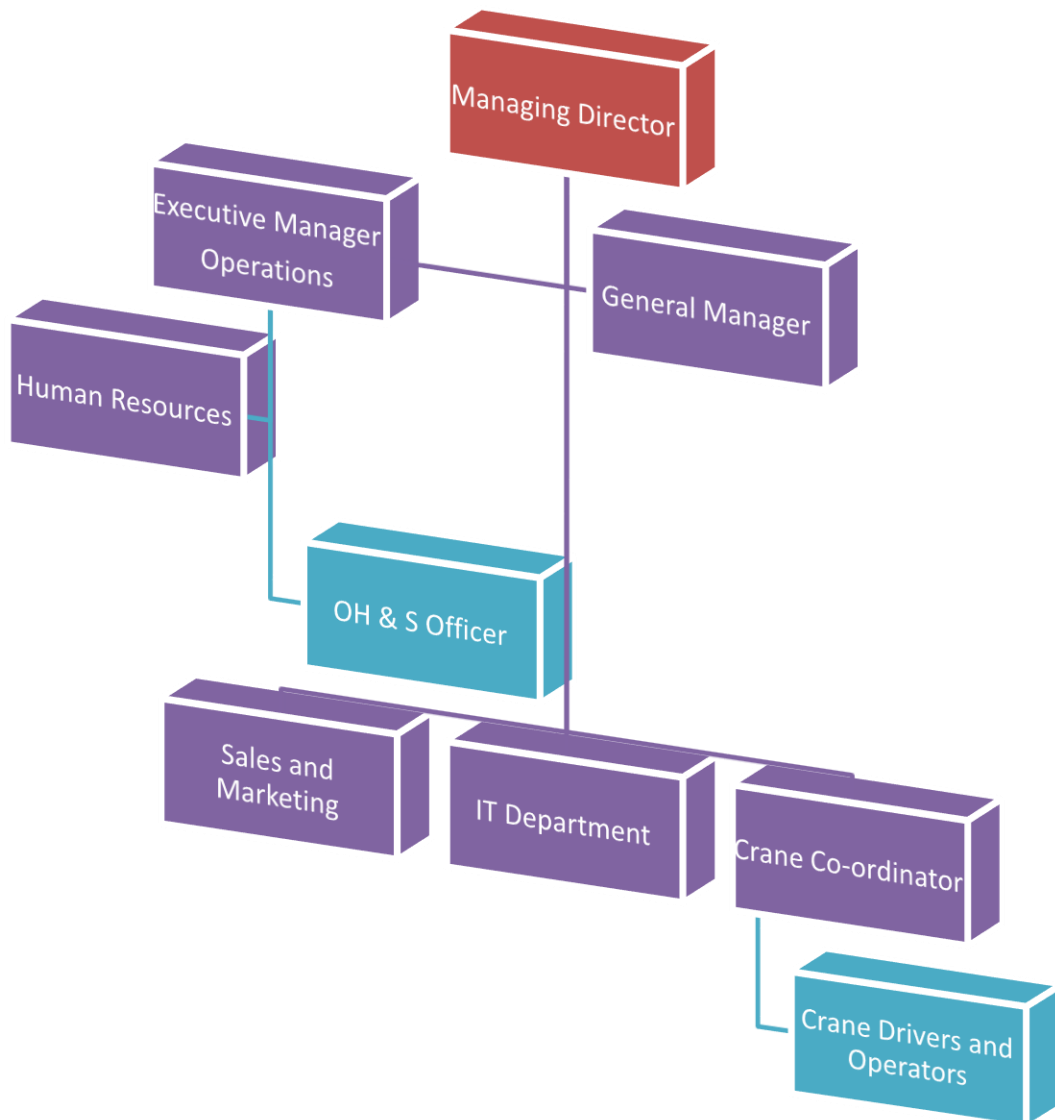 Managing Director
Executive Manager
Operations
General Manager
Human Resources
OH & S Officer
Sales and
Marketing
IT Department
Crane Co-ordinator
Crane Drivers and
Operators